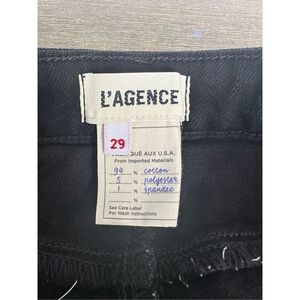 L'AGENCE
29
FABRIQUÉ AUX U.S.A.
From Imported Materials
94 % cotton
5 % polyester
1 % spandex
See Care Label
For Wash Instructions